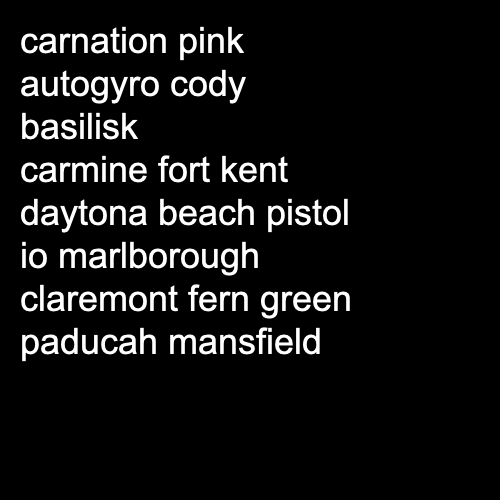 carnation pink
autogyro cody
basilisk
carmine fort kent
daytona beach pistol
io marlborough
claremont fern green
paducah mansfield